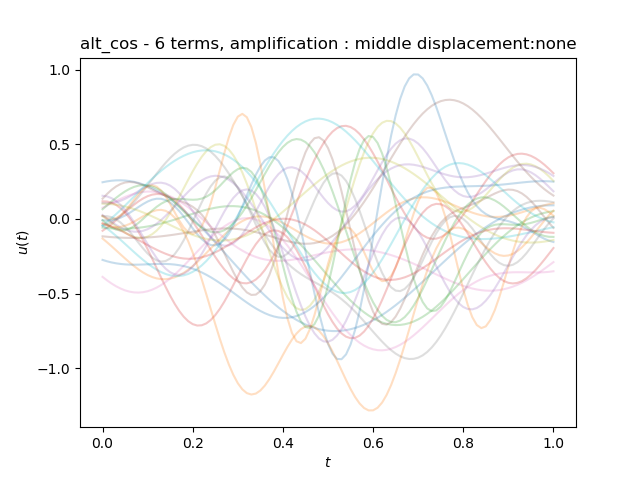 alt_cos - 6 terms, amplification : middle displacement:none
1.0
0.5
0.0
−0.5
−1.0
u(t)
0.0 0.2 0.4 0.6 0.8 1.0
t